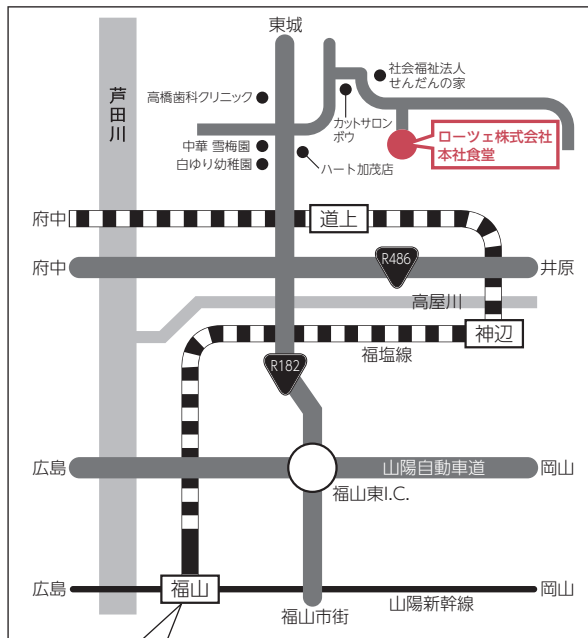 東城
社会福祉法人
せんだんの家
高橋歯科クリニック
芦田川
カットサロン
ボウ
ローツェ株式会社
本社食堂
中華 雪梅園
白ゆり幼稚園
ハート加茂店
府中
道上
府中
R486
井原
高屋川
神辺
福塩線
R182
広島
山陽自動車道
岡山
福山東I.C.
広島
福山
山陽新幹線
岡山
福山市街